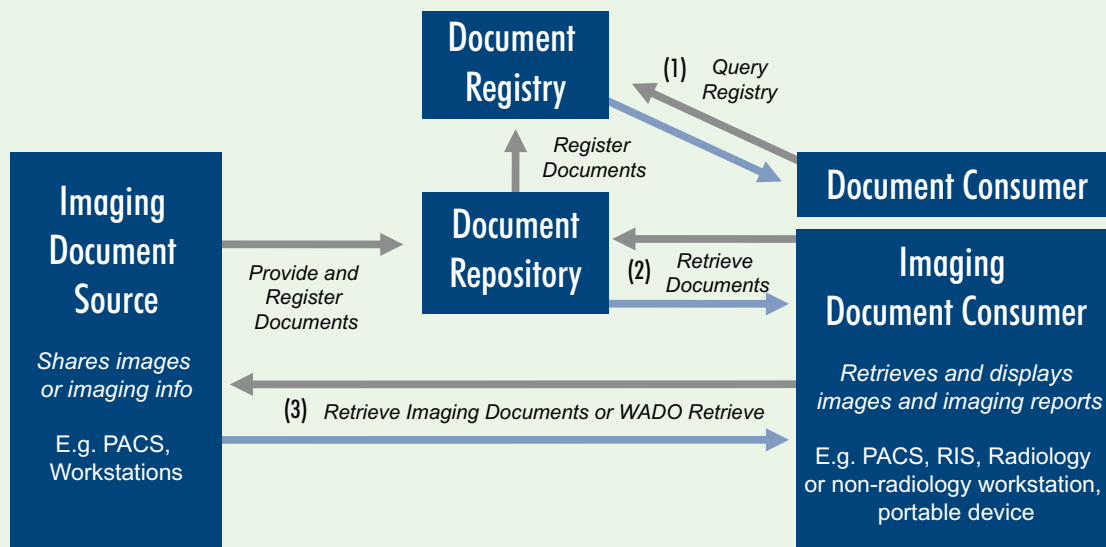 Document
Registry
(1) Query
Registry
Register
Documents
Imaging
Document
Source
Shares images
or imaging info
E.g. PACS,
Workstations
Provide and
Register
Documents
Document
Repository
(2) Retrieve
Documents
Document Consumer
Imaging
Document Consumer
Retrieves and displays
images and imaging reports
E.g. PACS, RIS, Radiology
or non-radiology workstation,
portable device
(3) Retrieve Imaging Documents or WADO Retrieve